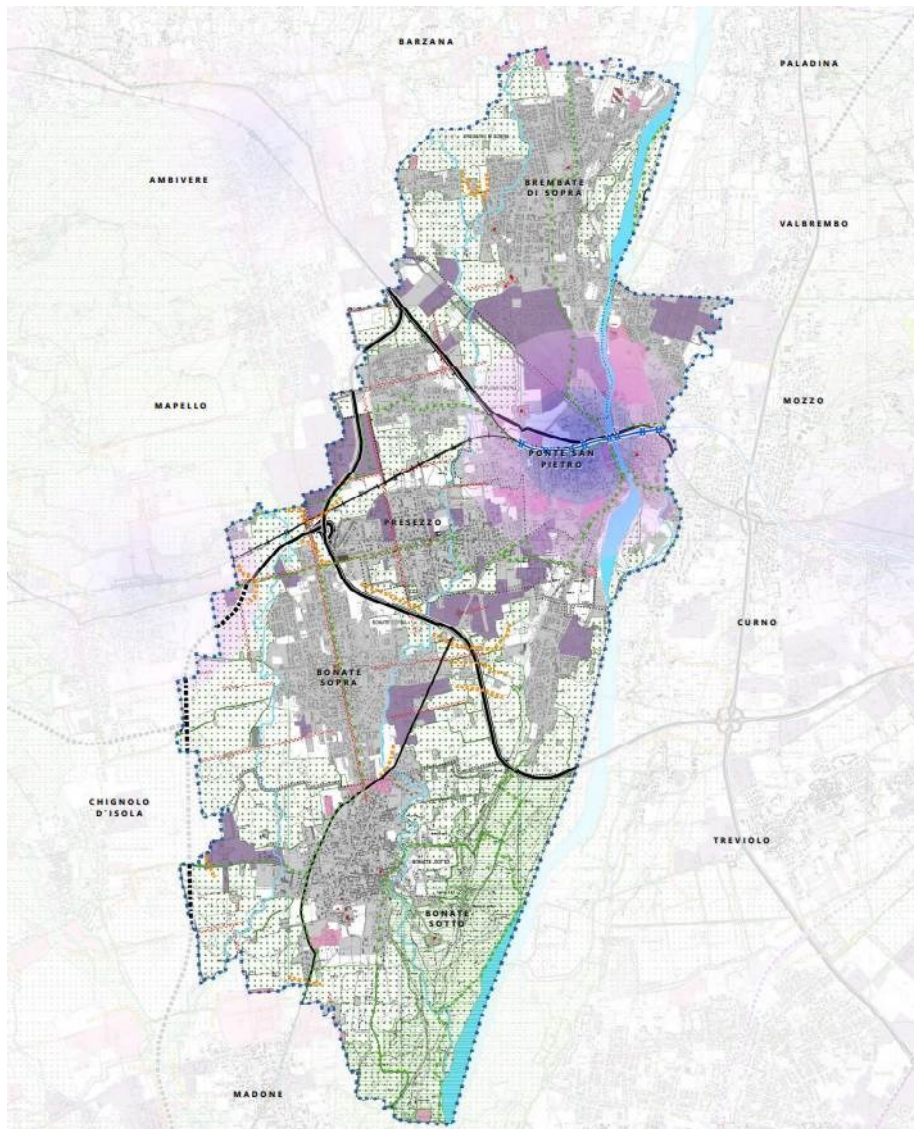 BARZANA
PALADINA
AMBIVERE
BREMBATE
DI SOPRA
VALBREMBO
MAPELLO
MOZZO
PONTE SAN
PIETRO
PRESEZZO
CURNO
BONATE
SOPRA
CHIGNOLO
D'ISOLA
TREVIOLO
BONATE
SOTTO
MADONE